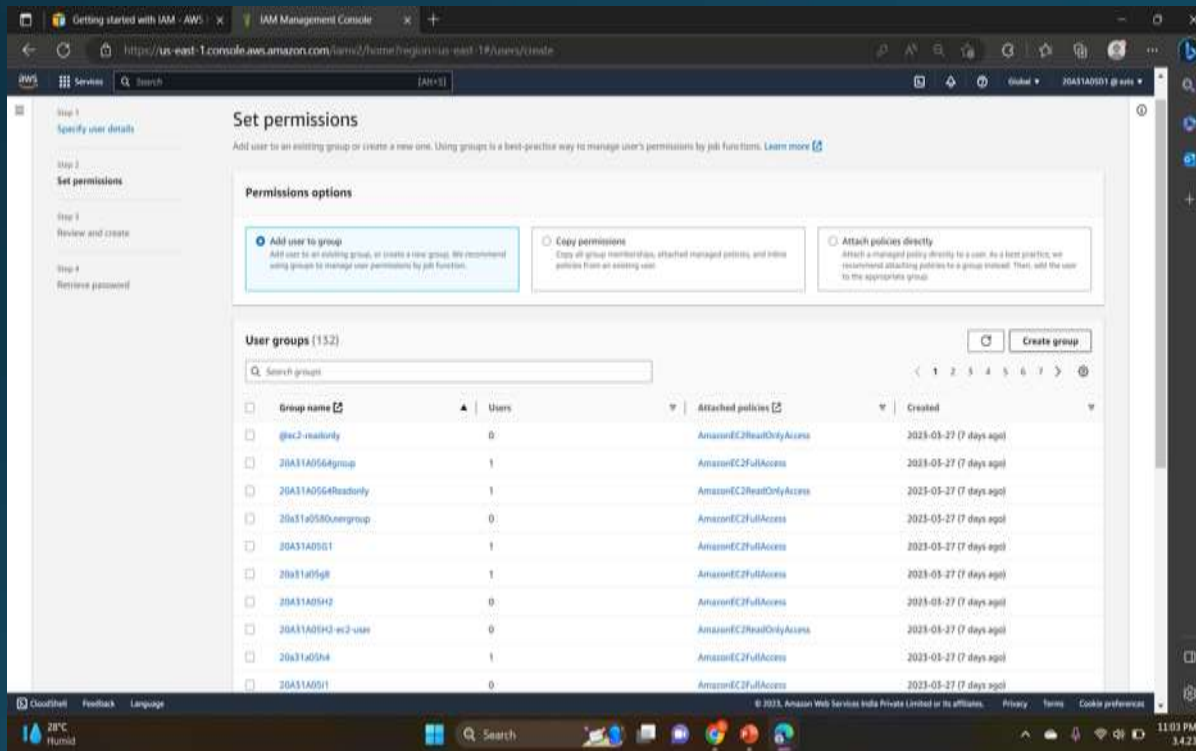 Getting started with IAM - AWS
IAM Management Console
https://us-east-1.console.aws.amazon.com/iamv2/home?region=us-east-1#/users/create
aws
Services
Search
[Alt+S]
Global
Step 1
Specify user details
Step 2
Set permissions
Step 3
Review and create
Step 4
Retrieve password
Set permissions
Add user to an existing group or create a new one. Using groups is a best-practice way to manage user's permissions by job functions. Learn more
Permissions options
Add user to group
Add user to an existing group, or create a new group. We recommend
using groups to manage user permissions by job function.
Copy permissions
Copy all group memberships, attached managed policies, and inline
policies from an existing user.
Attach policies directly
Attach a managed policy directly to a user. As a best practice, we
recommend attaching policies to a group instead. Then, add the user
to the appropriate group.
User groups (132)
Create group
Search groups
1 2 3 4 5 6 7
Group name Users Attached policies Created
@ec2-readonly 0 AmazonEC2ReadOnlyAccess 2023-03-27 (7 days ago)
20A31A0564group 1 AmazonEC2FullAccess 2023-03-27 (7 days ago)
20A31A0564Readonly 1 AmazonEC2ReadOnlyAccess 2023-03-27 (7 days ago)
20a31a0580usergroup 0 AmazonEC2FullAccess 2023-03-27 (7 days ago)
20A31A05G1 1 AmazonEC2FullAccess 2023-03-27 (7 days ago)
20a31a05g8 1 AmazonEC2FullAccess 2023-03-27 (7 days ago)
20A31A05H2 0 AmazonEC2FullAccess 2023-03-27 (7 days ago)
20A31A05H2-ec2-user 0 AmazonEC2ReadOnlyAccess 2023-03-27 (7 days ago)
20a31a05h4 1 AmazonEC2FullAccess 2023-03-27 (7 days ago)
20A31A05I1 0 AmazonEC2FullAccess 2023-03-27 (7 days ago)
CloudShell Feedback Language
© 2023, Amazon Web Services India Private Limited or its affiliates. Privacy Terms Cookie preferences
28°C
Humid
Search
11:03 PM